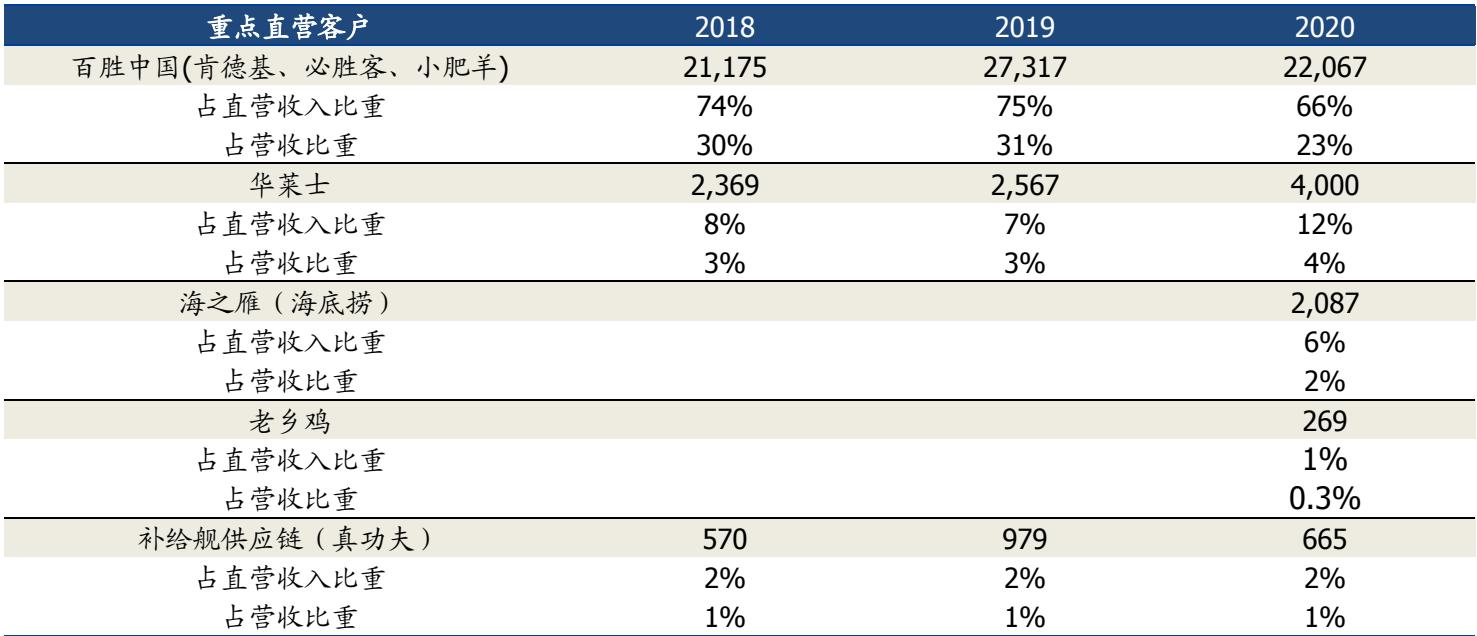 重点直营客户 2018 2019 2020
百胜中国(肯德基、必胜客、小肥羊) 21,175 27,317 22,067
占直营收入比重 74% 75% 66%
占营收比重 30% 31% 23%
华莱士 2,369 2,567 4,000
占直营收入比重 8% 7% 12%
占营收比重 3% 3% 4%
海之雁（海底捞） 2,087
占直营收入比重 6%
占营收比重 2%
老乡鸡 269
占直营收入比重 1%
占营收比重 0.3%
补给舰供应链（真功夫） 570 979 665
占直营收入比重 2% 2% 2%
占营收比重 1% 1% 1%